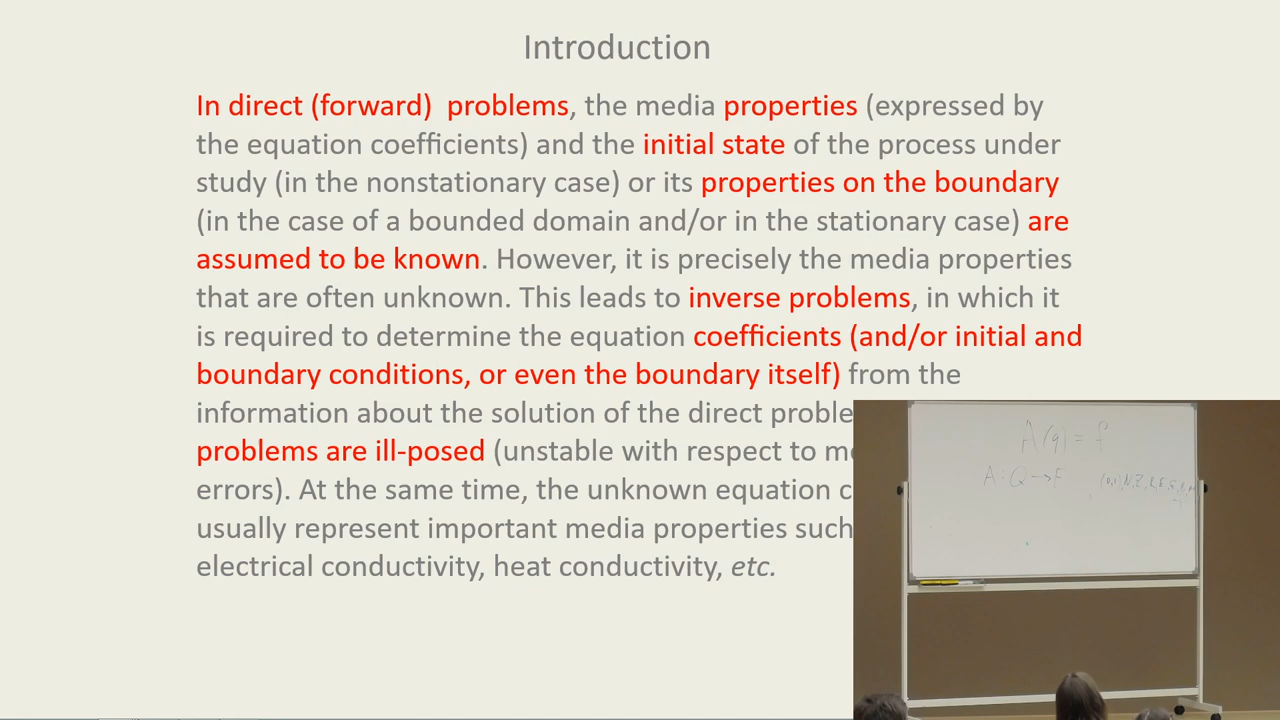 Introduction
In direct (forward) problems, the media properties (expressed by
the equation coefficients) and the initial state of the process under
study (in the nonstationary case) or its properties on the boundary
(in the case of a bounded domain and/or in the stationary case) are
assumed to be known. However, it is precisely the media properties
that are often unknown. This leads to inverse problems, in which it
is required to determine the equation coefficients (and/or initial and
boundary conditions, or even the boundary itself) from the
information about the solution of the direct proble
problems are ill-posed (unstable with respect to m
errors). At the same time, the unknown equation c
usually represent important media properties such
electrical conductivity, heat conductivity, etc.
A(q) = f
A : Q → F